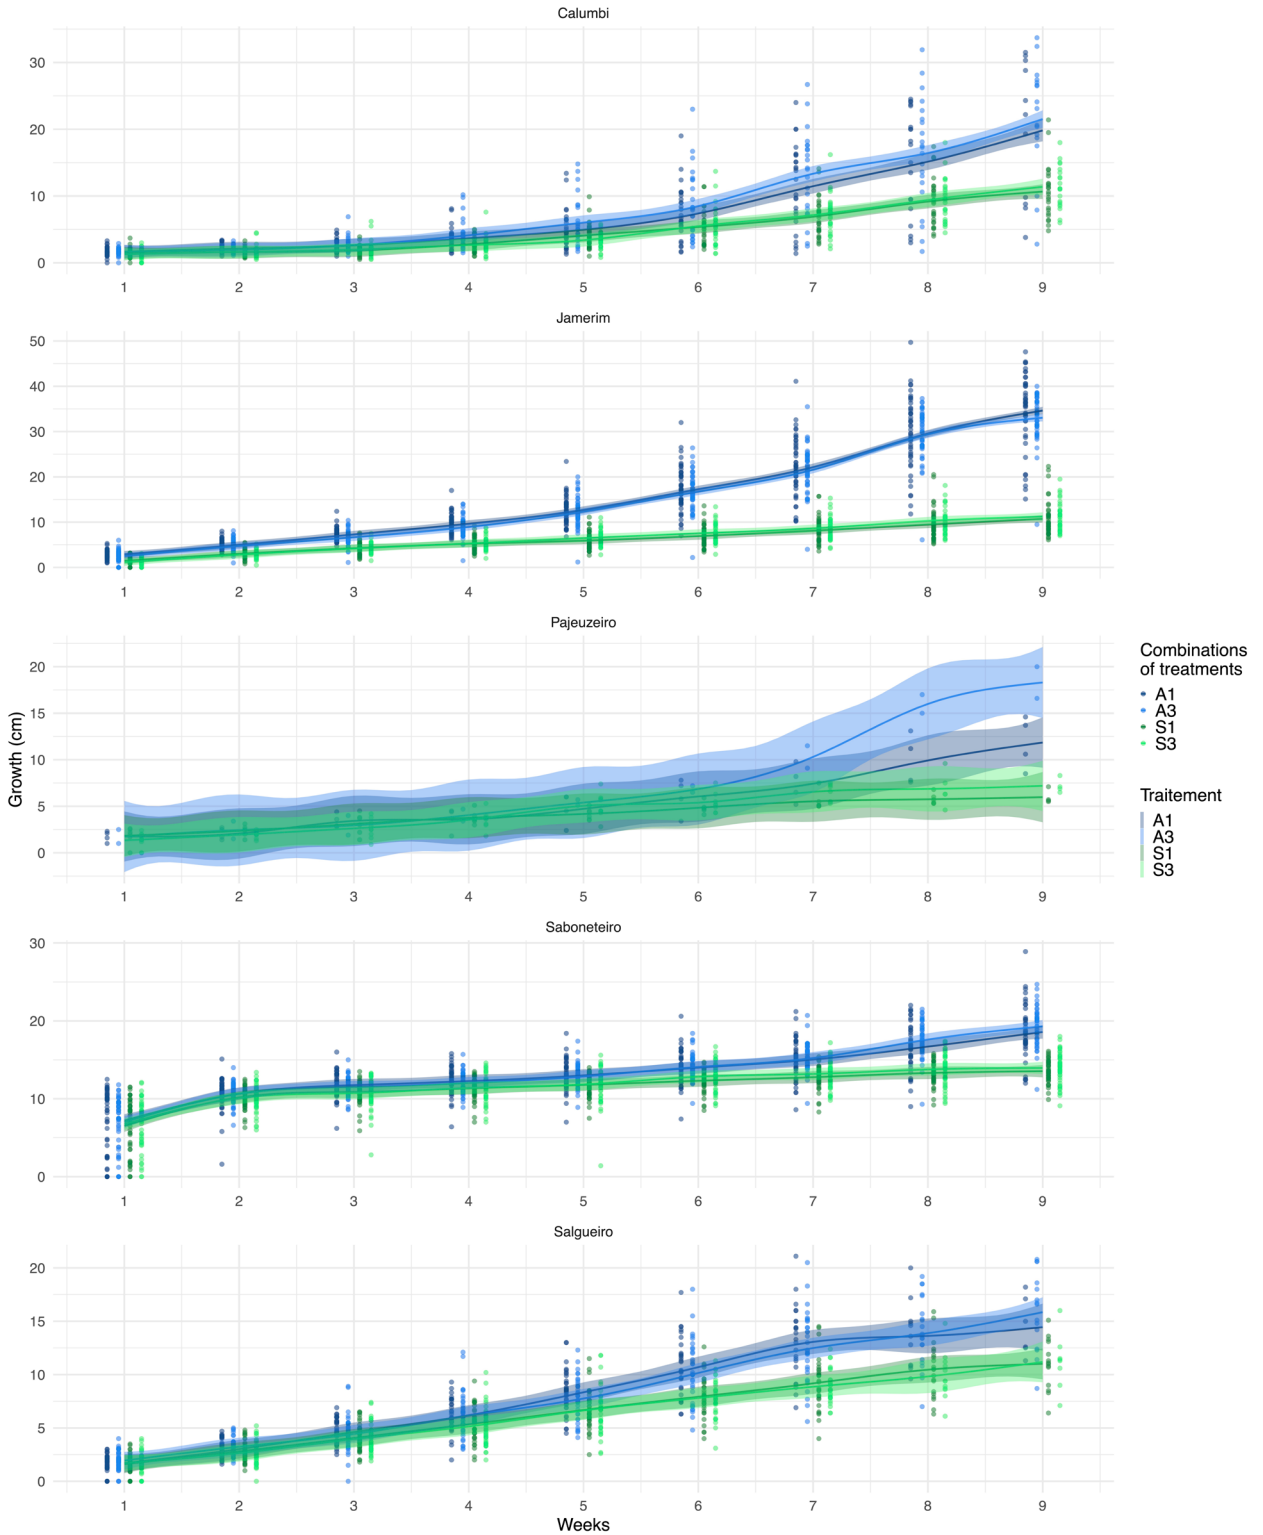 Calumbi
30
20
10
0
1 2 3 4 5 6 7 8 9
Jamerim
50
40
30
20
10
0
1 2 3 4 5 6 7 8 9
Pajeuzeiro
20
15
10
5
0
1 2 3 4 5 6 7 8 9
Saboneteiro
30
20
10
0
1 2 3 4 5 6 7 8 9
Salgueiro
20
15
10
5
0
1 2 3 4 5 6 7 8 9
Weeks
Growth (cm)
Combinations
of treatments
A1
A3
S1
S3
Traitement
A1
A3
S1
S3